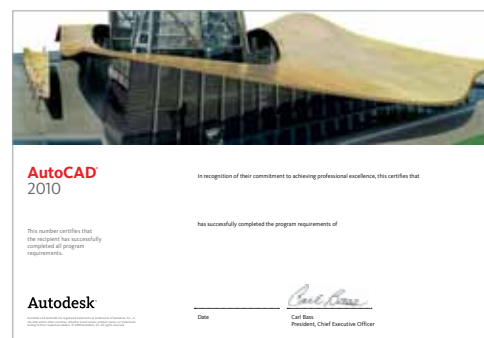 AutoCAD®
2010
In recognition of their commitment to achieving professional excellence, this certifies that
has successfully completed the program requirements of
This number certifies that
the recipient has successfully
completed all program
requirements.
Autodesk®
Carl Bass
Date
Carl Bass
President, Chief Executive Officer